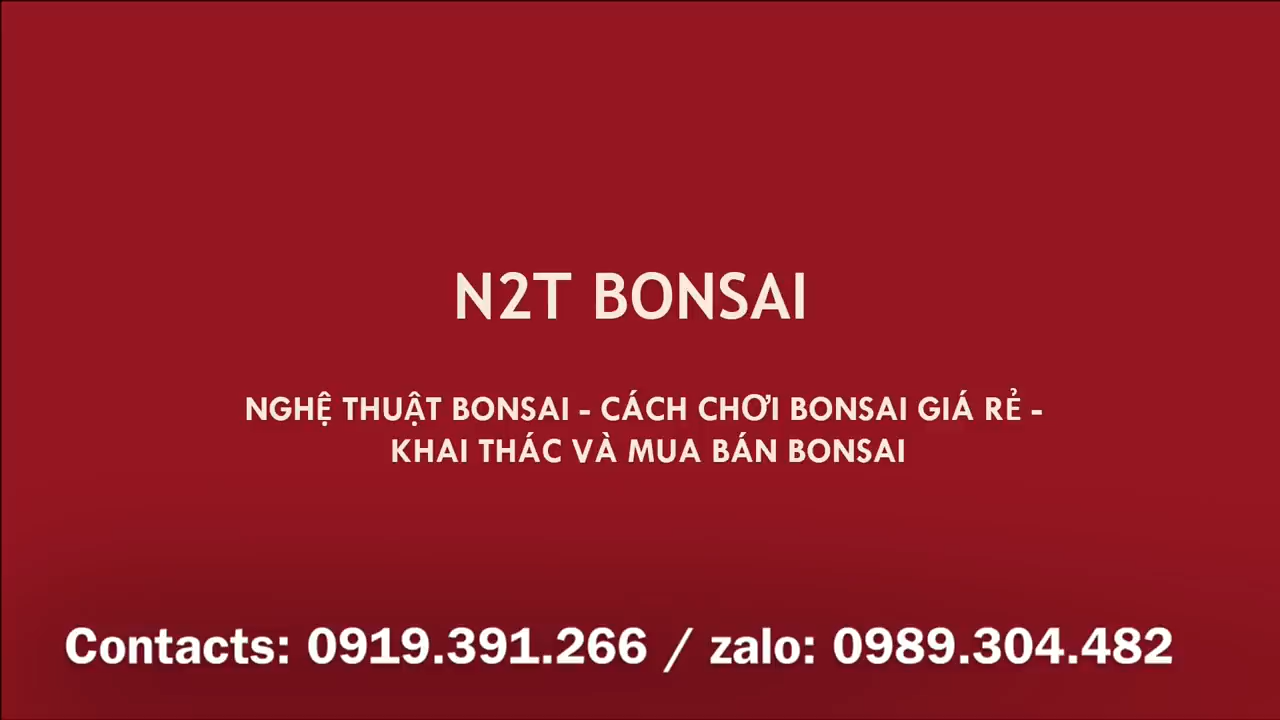 N2T BONSAI
NGHỆ THUẬT BONSAI - CÁCH CHƠI BONSAI GIÁ RẺ -
KHAI THÁC VÀ MUA BÁN BONSAI
Contacts: 0919.391.266 / zalo: 0989.304.482